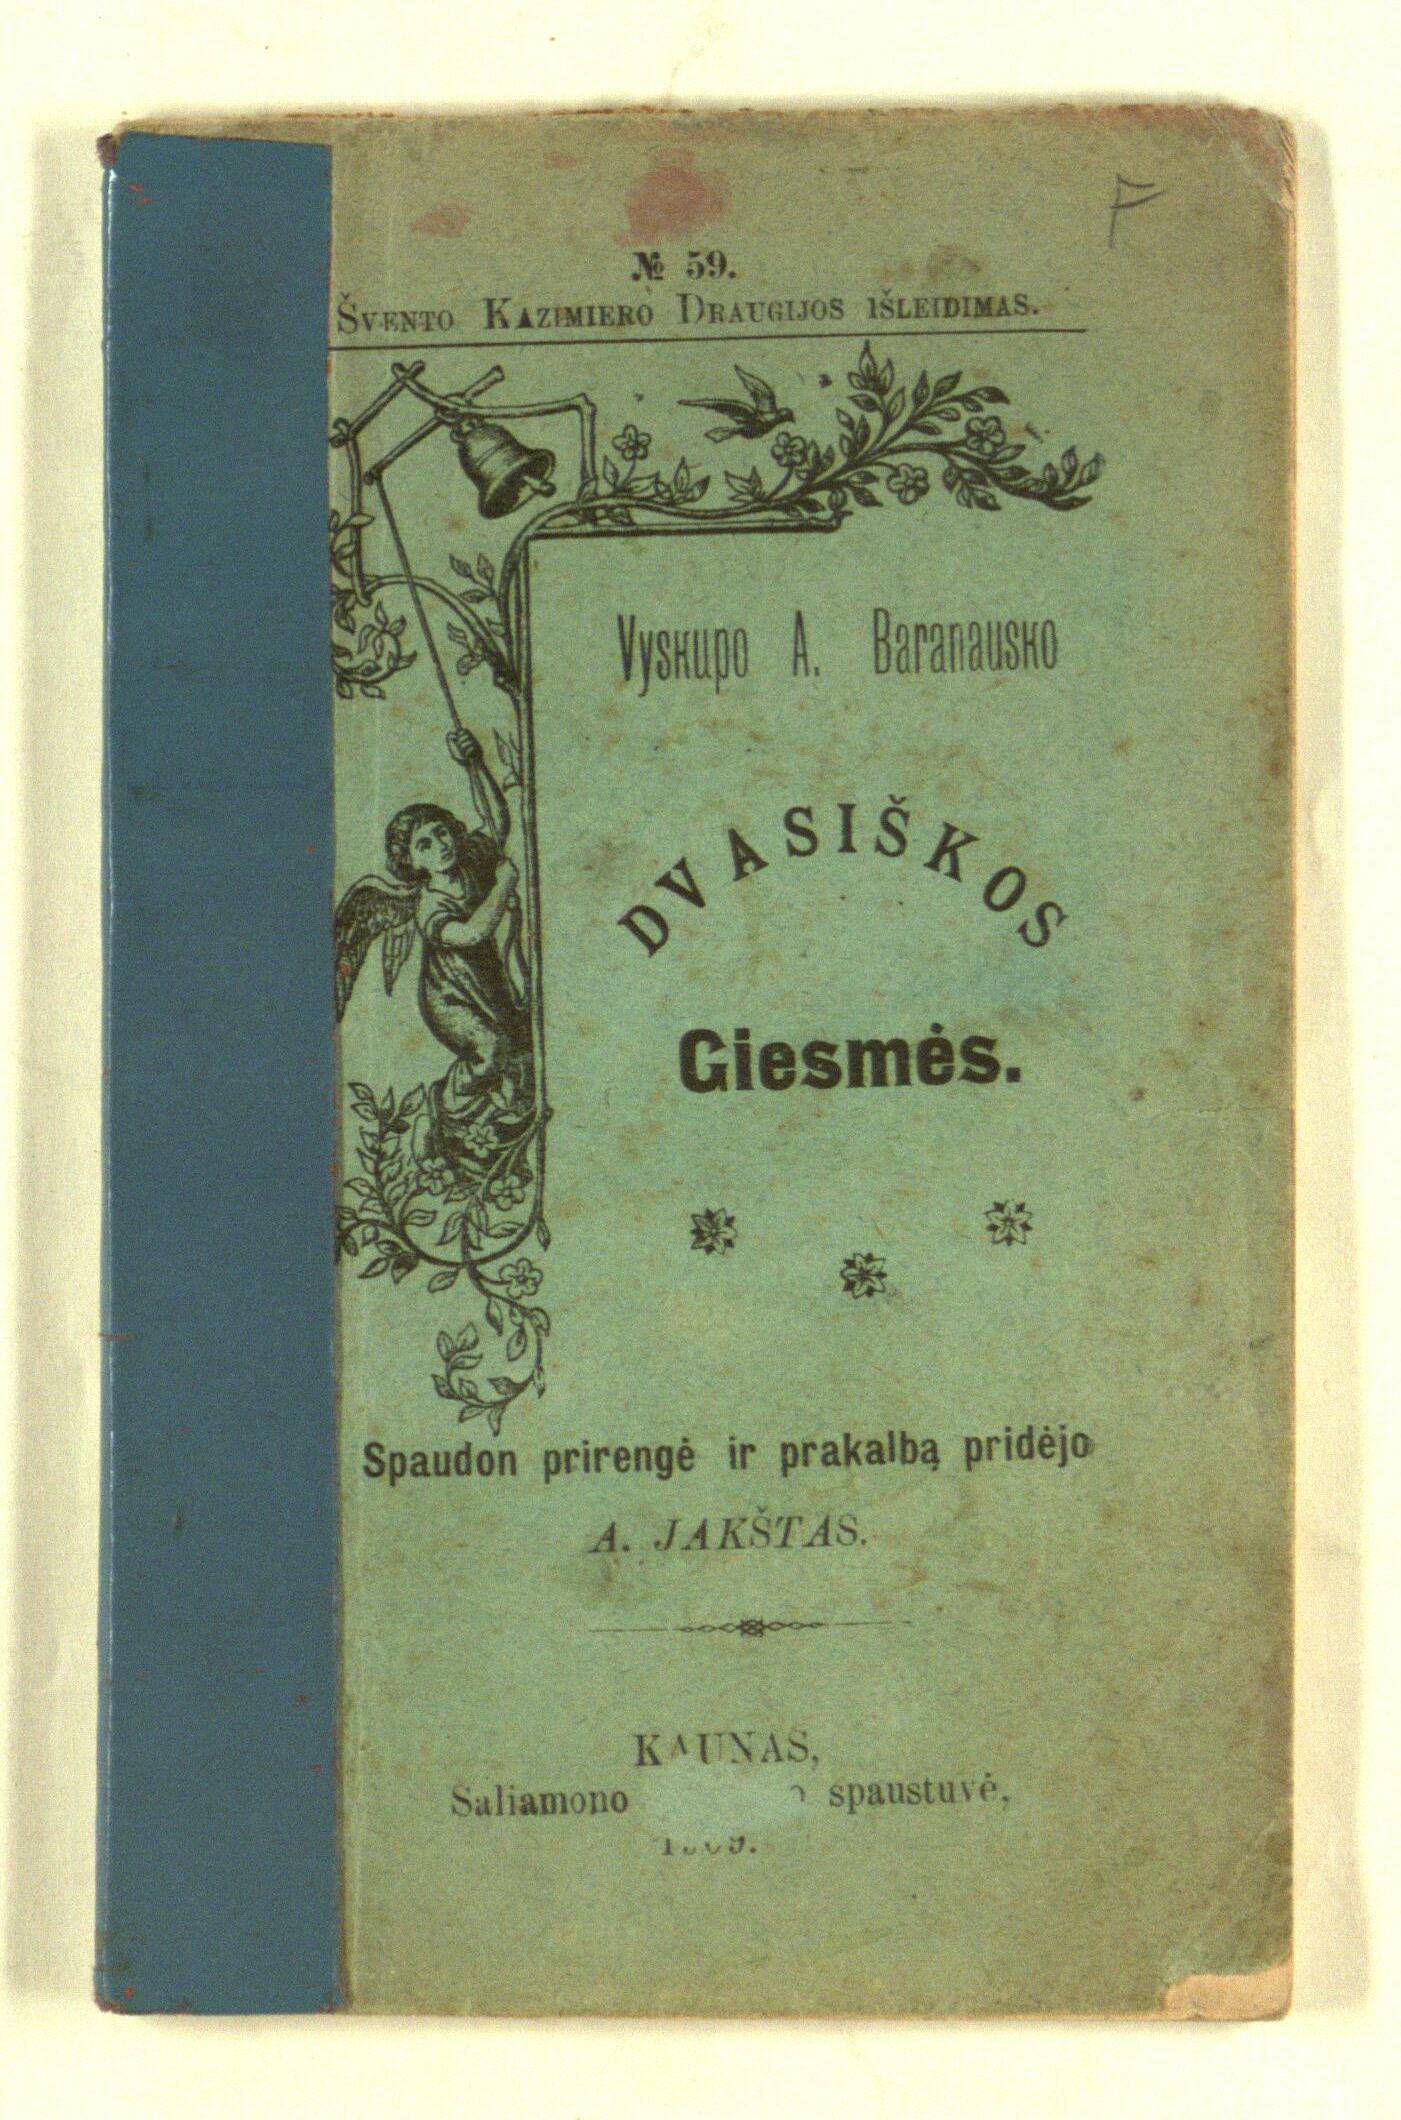 № 59.
Švento Kazimiero Draugijos išleidimas.
Vyskupo A. Baranausko
DVASIŠKOS
Giesmės.
Spaudon prirengė ir prakalbą pridėjo
A. JAKŠTAS.
KAUNAS,
Saliamono spaustuvė,
1909.